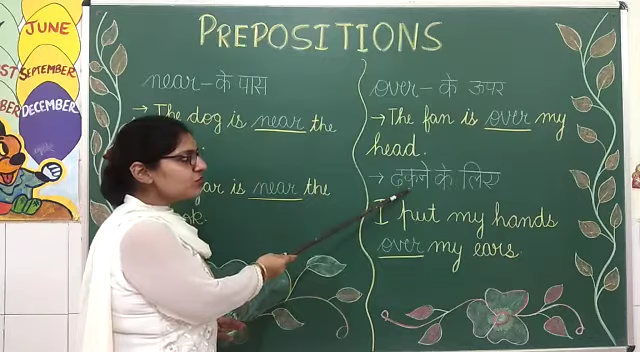 JUNE
SEPTEMBER
DECEMBER
PREPOSITIONS
near - के पास
→ The dog is near the
is near the
over - के ऊपर
→ The fan is over my
head.
→ ढकने के लिए
I put my hands
over my ears.